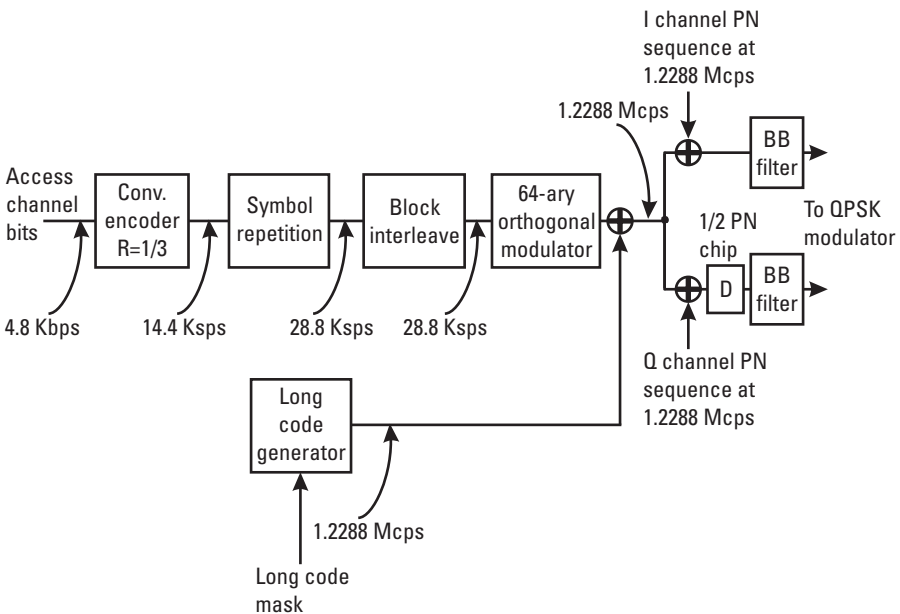 I channel PN
sequence at
1.2288 Mcps
1.2288 Mcps
Access
channel
bits
Conv.
encoder
R=1/3
Symbol
repetition
Block
interleave
64-ary
orthogonal
modulator
BB
filter
To QPSK
modulator
1/2 PN
chip
D
BB
filter
4.8 Kbps
14.4 Ksps
28.8 Ksps
28.8 Ksps
Q channel PN
sequence at
1.2288 Mcps
Long
code
generator
1.2288 Mcps
Long code
mask